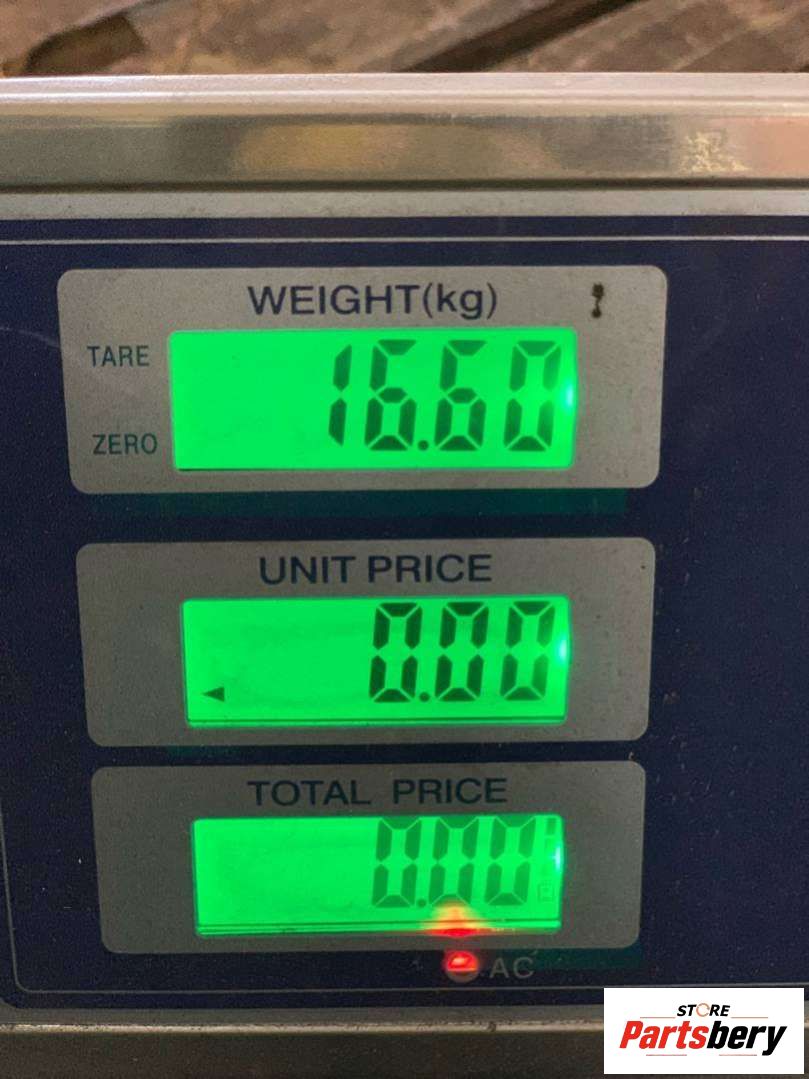 WEIGHT(kg)
TARE
16.60
ZERO
UNIT PRICE
0.00
TOTAL PRICE
0.00
AC
STORE
Partsbery